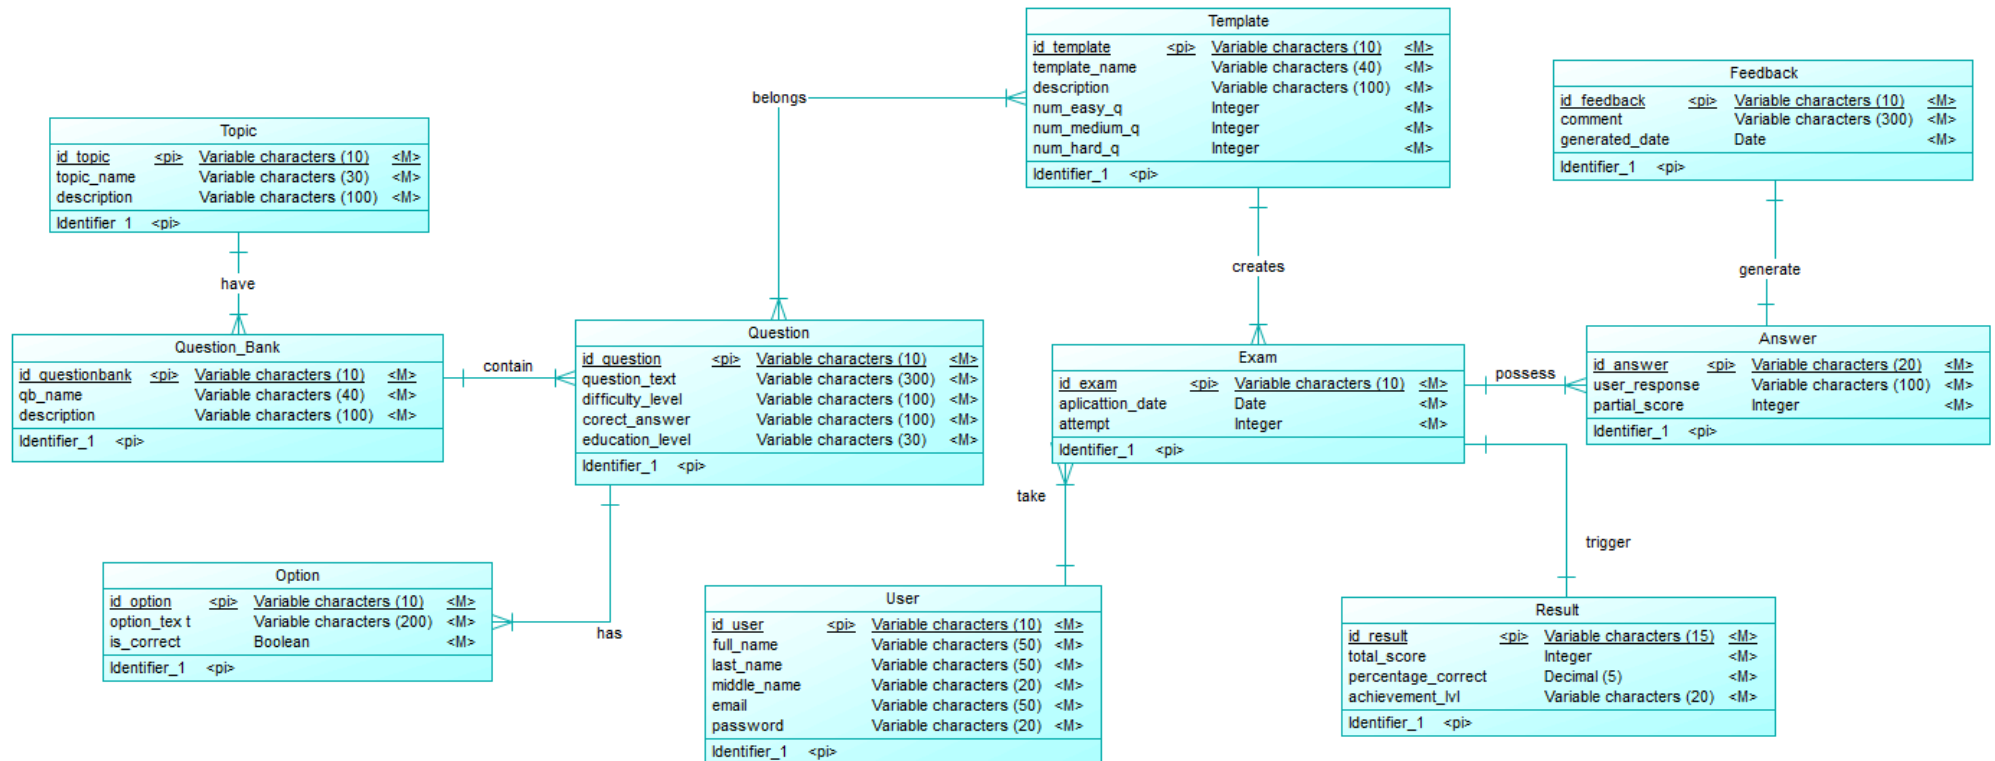 Template
id_template <pi> Variable characters (10) <M>
template_name Variable characters (40) <M>
description Variable characters (100) <M>
num_easy_q Integer <M>
num_medium_q Integer <M>
num_hard_q Integer <M>
Identifier_1 <pi>
Feedback
id_feedback <pi> Variable characters (10) <M>
comment Variable characters (300) <M>
generated_date Date <M>
Identifier_1 <pi>
belongs
Topic
id_topic <pi> Variable characters (10) <M>
topic_name Variable characters (30) <M>
description Variable characters (100) <M>
Identifier_1 <pi>
have
creates
generate
Question_Bank
id_questionbank <pi> Variable characters (10) <M>
qb_name Variable characters (40) <M>
description Variable characters (100) <M>
Identifier_1 <pi>
contain
Question
id_question <pi> Variable characters (10) <M>
question_text Variable characters (300) <M>
difficulty_level Variable characters (100) <M>
corect_answer Variable characters (100) <M>
education_level Variable characters (30) <M>
Identifier_1 <pi>
Exam
id_exam <pi> Variable characters (10) <M>
aplicattion_date Date <M>
attempt Integer <M>
Identifier_1 <pi>
possess
Answer
id_answer <pi> Variable characters (20) <M>
user_response Variable characters (100) <M>
partial_score Integer <M>
Identifier_1 <pi>
take
trigger
Option
id_option <pi> Variable characters (10) <M>
option_tex t Variable characters (200) <M>
is_correct Boolean <M>
Identifier_1 <pi>
has
User
id_user <pi> Variable characters (10) <M>
full_name Variable characters (50) <M>
last_name Variable characters (50) <M>
middle_name Variable characters (20) <M>
email Variable characters (50) <M>
password Variable characters (20) <M>
Identifier_1 <pi>
Result
id_result <pi> Variable characters (15) <M>
total_score Integer <M>
percentage_correct Decimal (5) <M>
achievement_lvl Variable characters (20) <M>
Identifier_1 <pi>